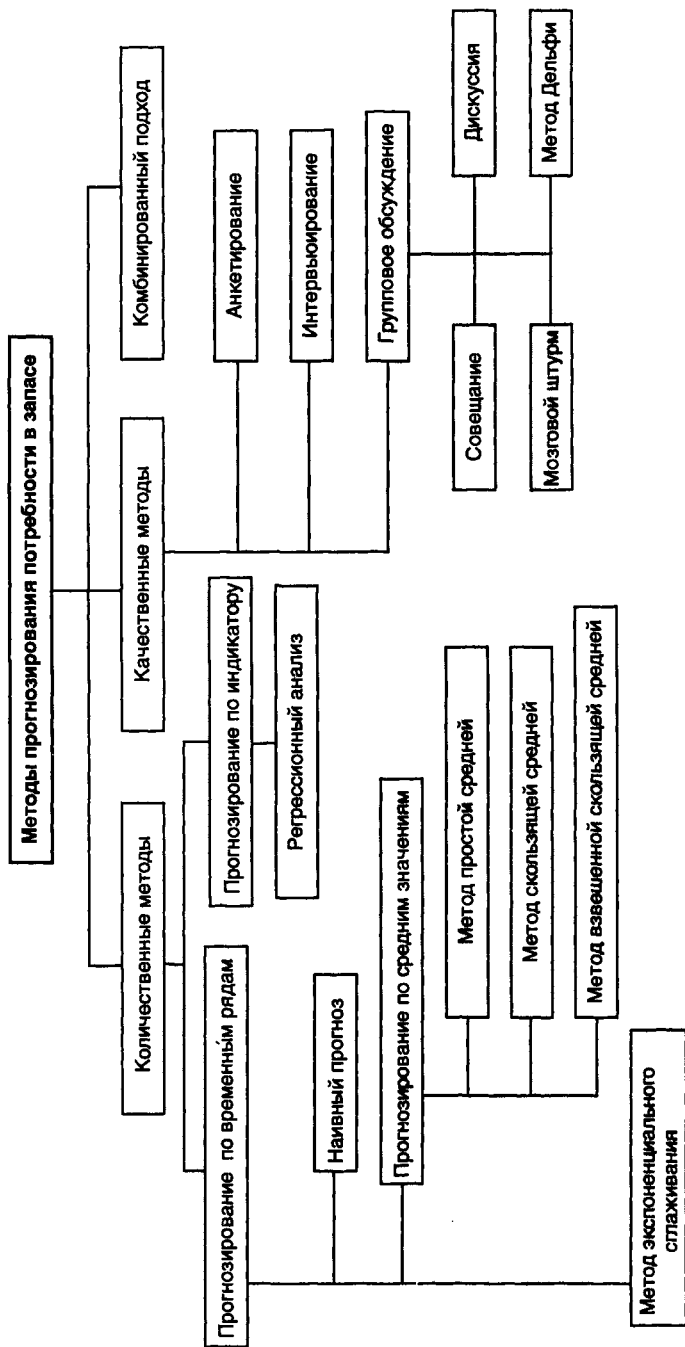 Методы прогнозирования потребности в запасе
Количественные методы
Качественные методы
Комбинированный подход
Прогнозирование по временным рядам
Прогнозирование по индикатору
Регрессионный анализ
Наивный прогноз
Прогнозирование по средним значениям
Метод простой средней
Метод скользящей средней
Метод взвешенной скользящей средней
Метод экспоненциального
сглаживания
Анкетирование
Интервьюирование
Групповое обсуждение
Совещание
Дискуссия
Мозговой штурм
Метод Дельфи